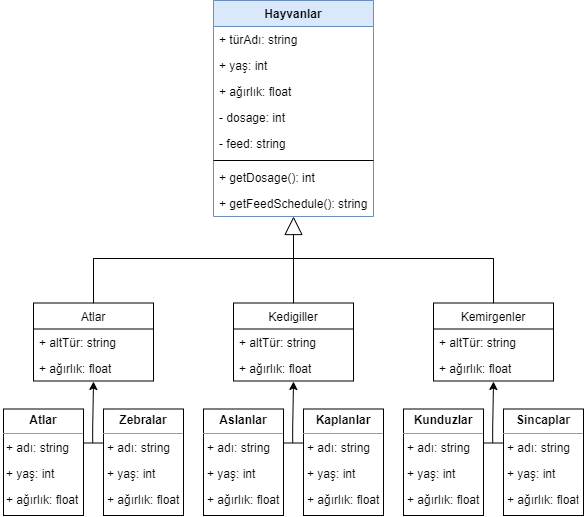 Hayvanlar
+ türAdı: string
+ yaş: int
+ ağırlık: float
- dosage: int
- feed: string
+ getDosage(): int
+ getFeedSchedule(): string
Atlar
+ altTür: string
+ ağırlık: float
Kedigiller
+ altTür: string
+ ağırlık: float
Kemirgenler
+ altTür: string
+ ağırlık: float
Atlar
+ adı: string
+ yaş: int
+ ağırlık: float
Zebralar
+ adı: string
+ yaş: int
+ ağırlık: float
Aslanlar
+ adı: string
+ yaş: int
+ ağırlık: float
Kaplanlar
+ adı: string
+ yaş: int
+ ağırlık: float
Kunduzlar
+ adı: string
+ yaş: int
+ ağırlık: float
Sincaplar
+ adı: string
+ yaş: int
+ ağırlık: float